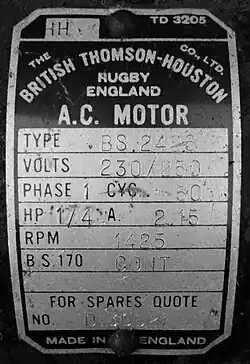 1H TD 3205
THE BRITISH THOMSON-HOUSTON CO., LTD.
RUGBY
ENGLAND
A.C. MOTOR
TYPE
VOLTS 230/250
PHASE 1 CYC. 50
HP 1/4 A 2.15
RPM 1425
B.S.170 CONT
FOR SPARES QUOTE
NO.
MADE IN ENGLAND